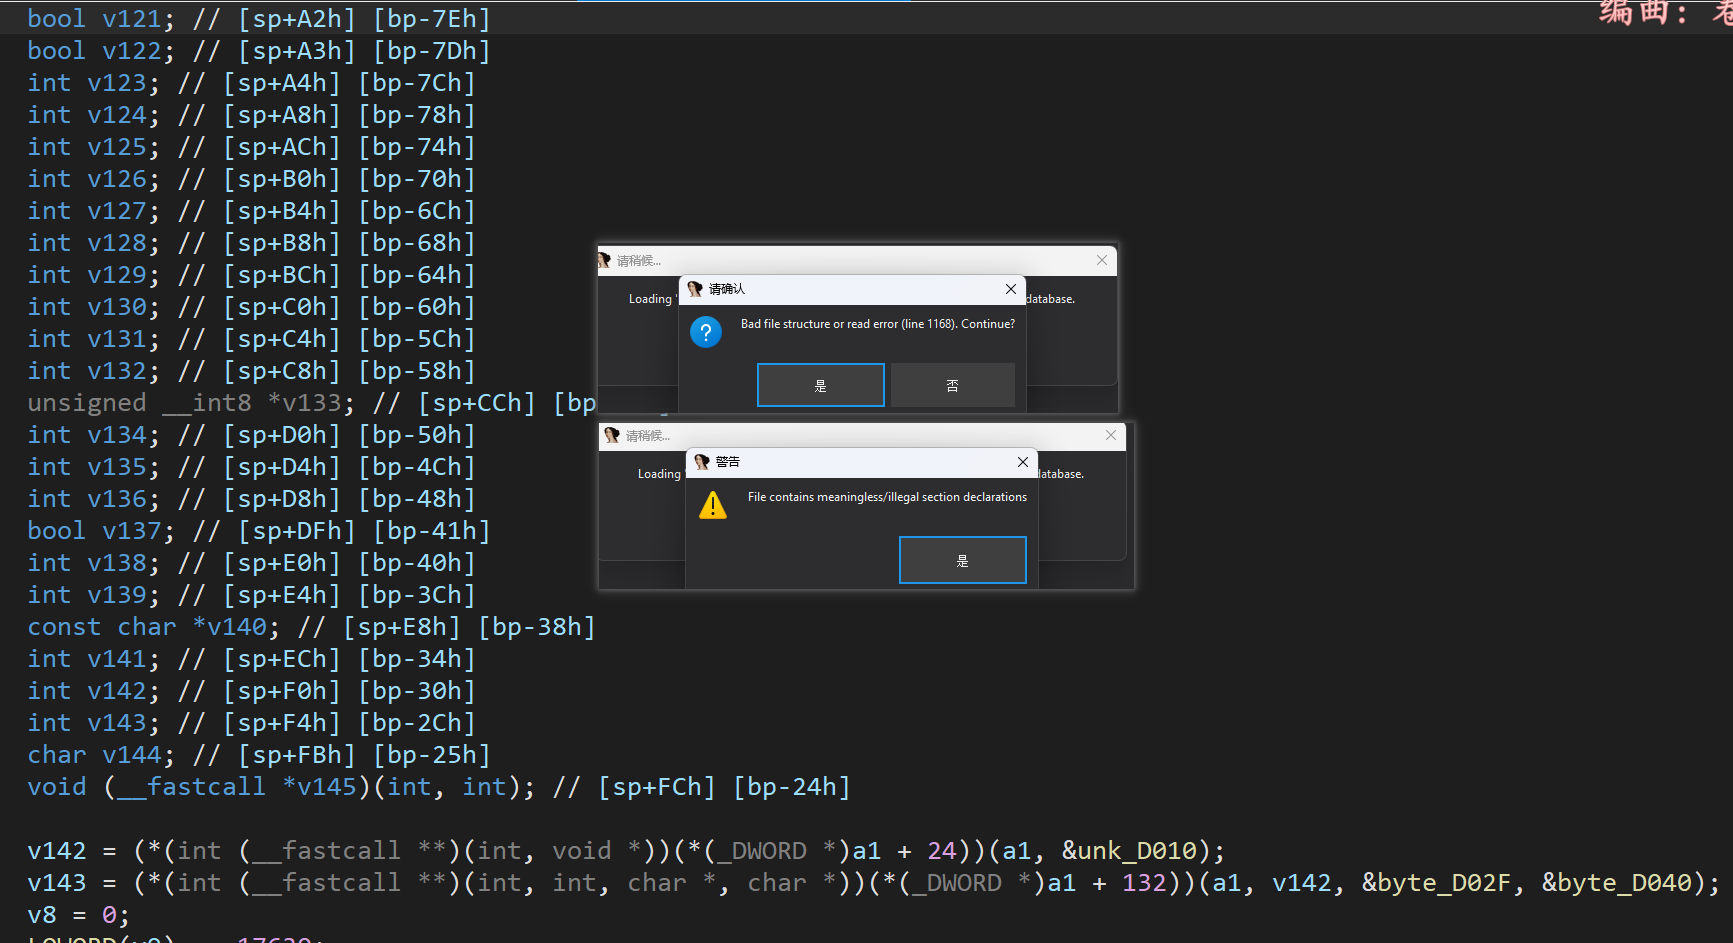 bool v121; // [sp+A2h] [bp-7Eh]
编曲：
bool v122; // [sp+A3h] [bp-7Dh]
int v123; // [sp+A4h] [bp-7Ch]
int v124; // [sp+A8h] [bp-78h]
int v125; // [sp+ACh] [bp-74h]
int v126; // [sp+B0h] [bp-70h]
int v127; // [sp+B4h] [bp-6Ch]
int v128; // [sp+B8h] [bp-68h]
int v129; // [sp+BCh] [bp-64h]
int v130; // [sp+C0h] [bp-60h]
int v131; // [sp+C4h] [bp-5Ch]
int v132; // [sp+C8h] [bp-58h]
unsigned __int8 *v133; // [sp+CCh] [bp
int v134; // [sp+D0h] [bp-50h]
int v135; // [sp+D4h] [bp-4Ch]
int v136; // [sp+D8h] [bp-48h]
bool v137; // [sp+DFh] [bp-41h]
int v138; // [sp+E0h] [bp-40h]
int v139; // [sp+E4h] [bp-3Ch]
const char *v140; // [sp+E8h] [bp-38h]
int v141; // [sp+ECh] [bp-34h]
int v142; // [sp+F0h] [bp-30h]
int v143; // [sp+F4h] [bp-2Ch]
char v144; // [sp+FBh] [bp-25h]
void (__fastcall *v145)(int, int); // [sp+FCh] [bp-24h]
v142 = (*(int (__fastcall **)(int, void *))(*(_DWORD *)a1 + 24))(a1, &unk_D010);
v143 = (*(int (__fastcall **)(int, int, char *, char *))(*(_DWORD *)a1 + 132))(a1, v142, &byte_D02F, &byte_D040);
v8 = 0;
LOWORD(v8) = 17630;
请稍候...
请确认
Loading '
database.
Bad file structure or read error (line 1168). Continue?
是
否
请稍候...
警告
Loading
database.
File contains meaningless/illegal section declarations
是